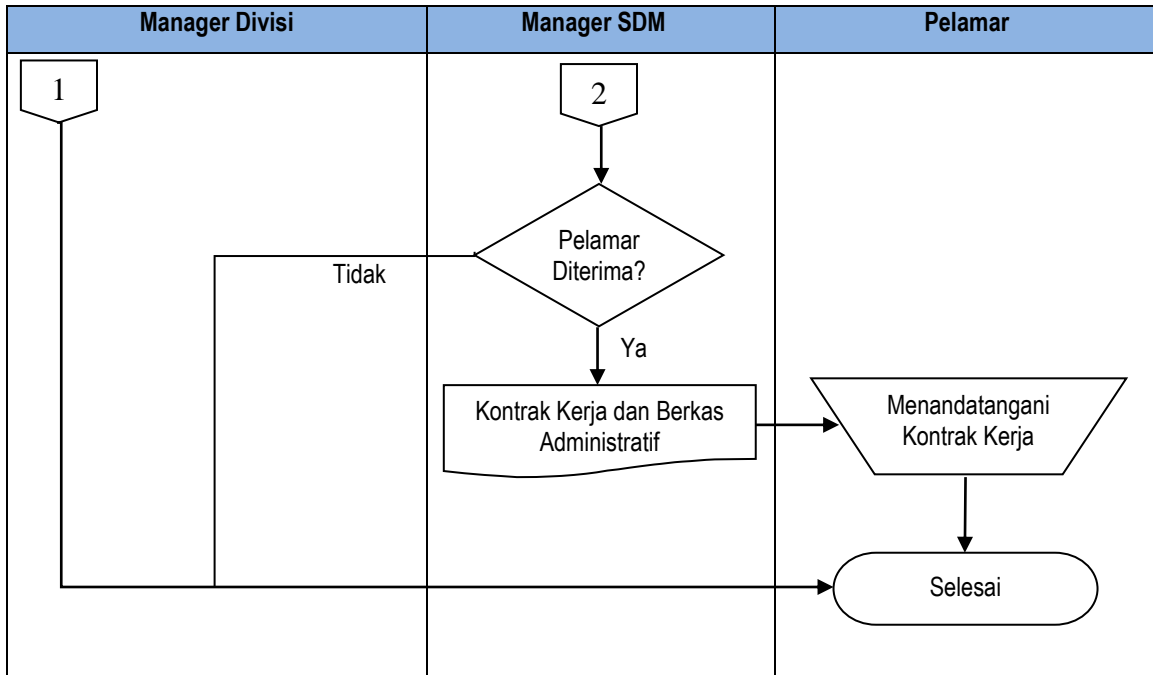 Manager Divisi
Manager SDM
Pelamar
1
2
Pelamar
Diterima?
Tidak
Ya
Kontrak Kerja dan Berkas
Administratif
Menandatangani
Kontrak Kerja
Selesai